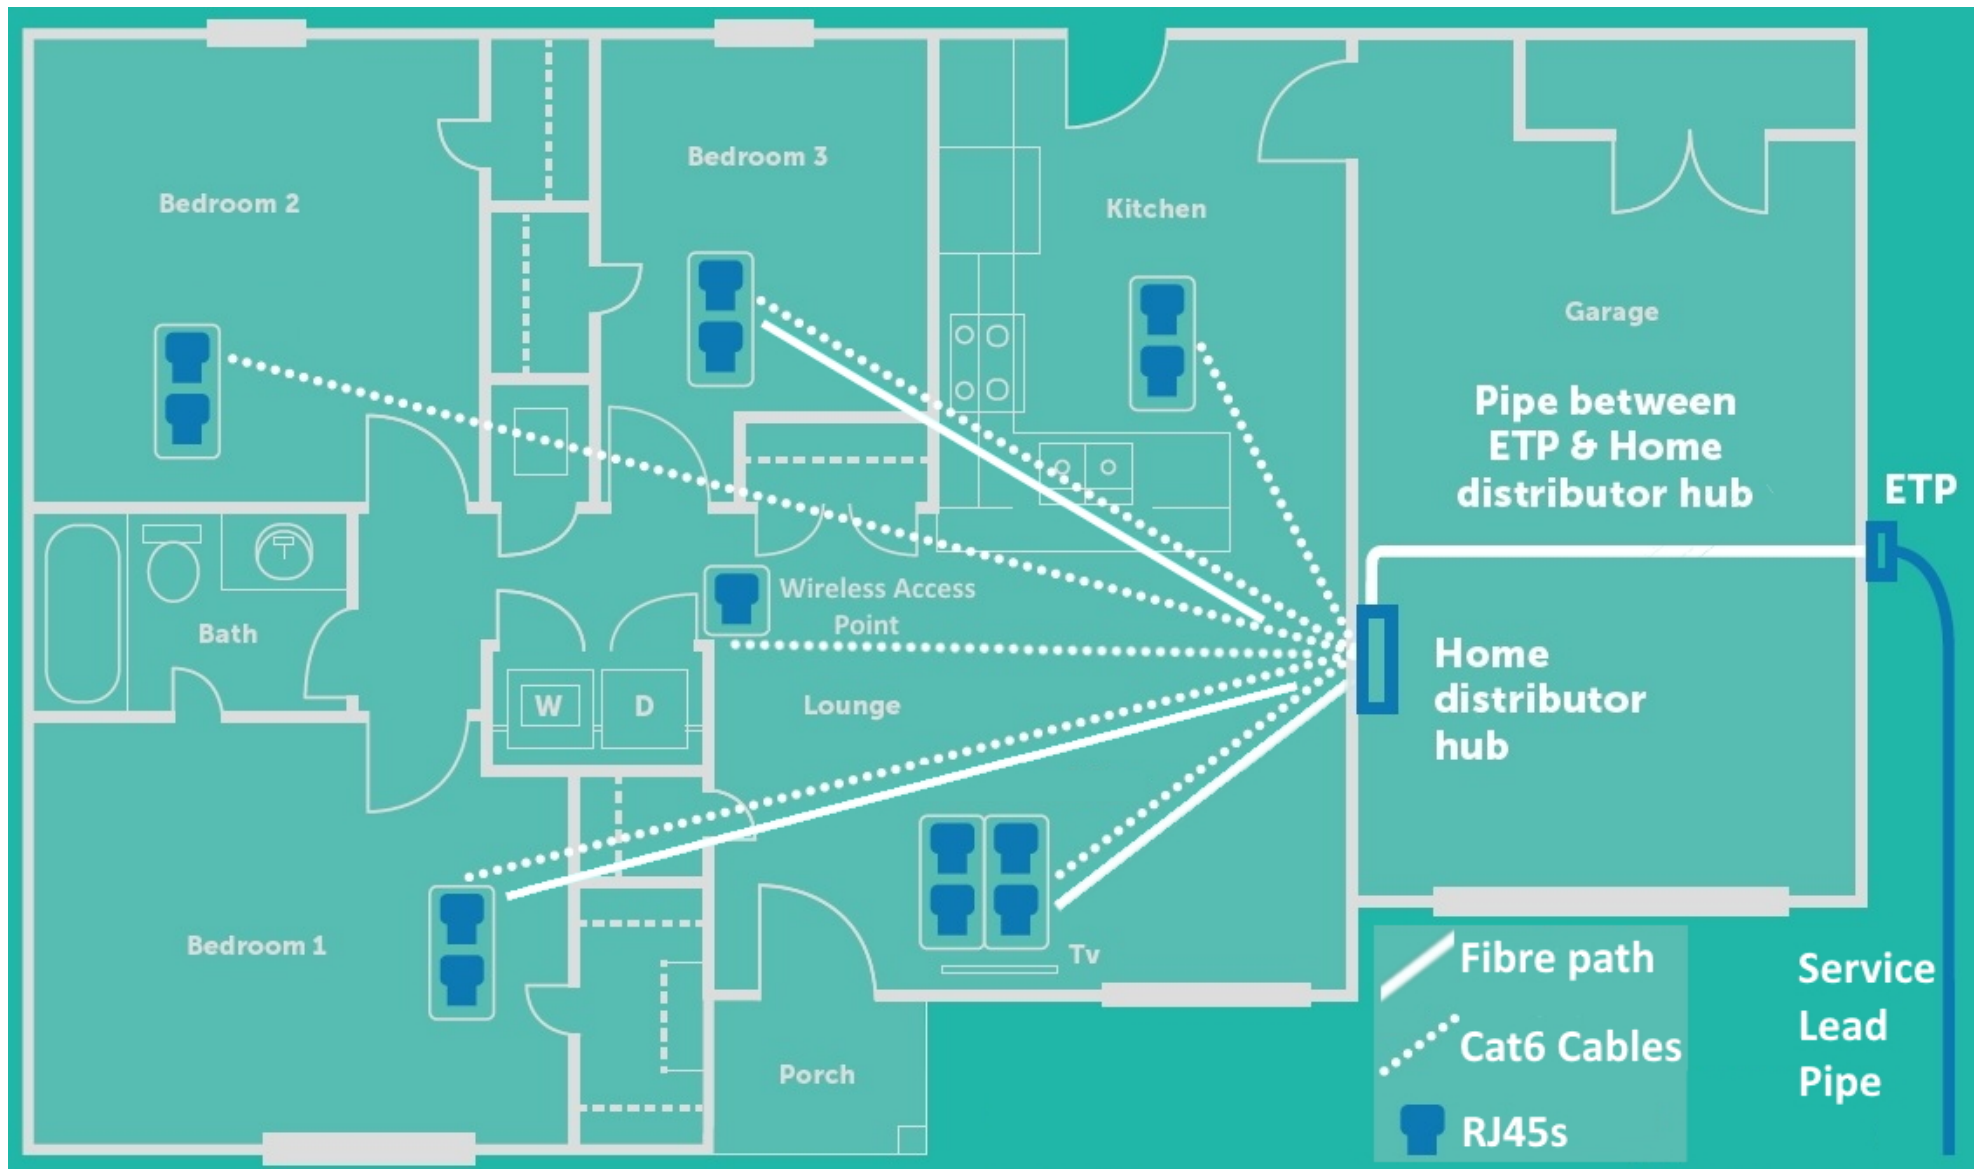 Bedroom 3
Bedroom 2
Kitchen
Garage
Pipe between
ETP & Home
distributor hub
ETP
Wireless Access
Point
Bath
Home
distributor
hub
W
D
Lounge
Bedroom 1
Tv
Porch
Fibre path
Cat6 Cables
RJ45s
Service
Lead
Pipe